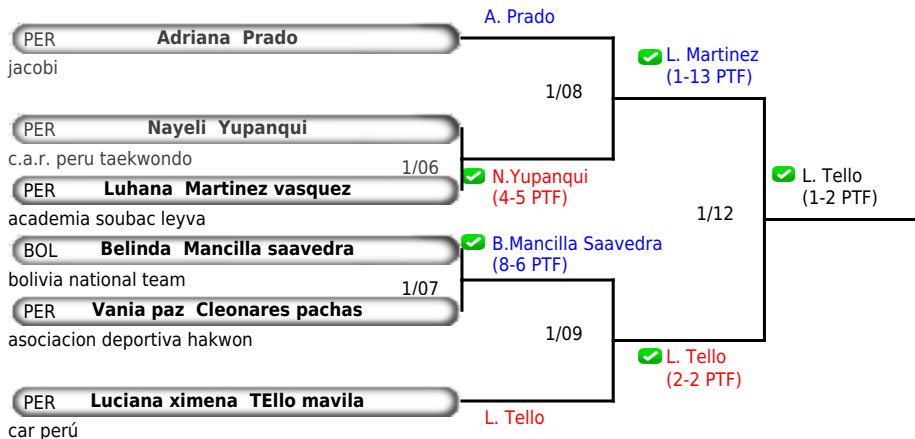 A. Prado
PER Adriana Prado
jacobi
L. Martinez
(1-13 PTF)
1/08
PER Nayeli Yupanqui
c.a.r. peru taekwondo
1/06
N.Yupanqui
(4-5 PTF)
PER Luhana Martinez vasquez
academia soubac leyva
L. Tello
(1-2 PTF)
1/12
BOL Belinda Mancilla saavedra
bolivia national team
B.Mancilla Saavedra
(8-6 PTF)
1/07
PER Vania paz Cleonares pachas
asociacion deportiva hakwon
1/09
L. Tello
(2-2 PTF)
PER Luciana ximena TEllo mavila
car perú
L. Tello